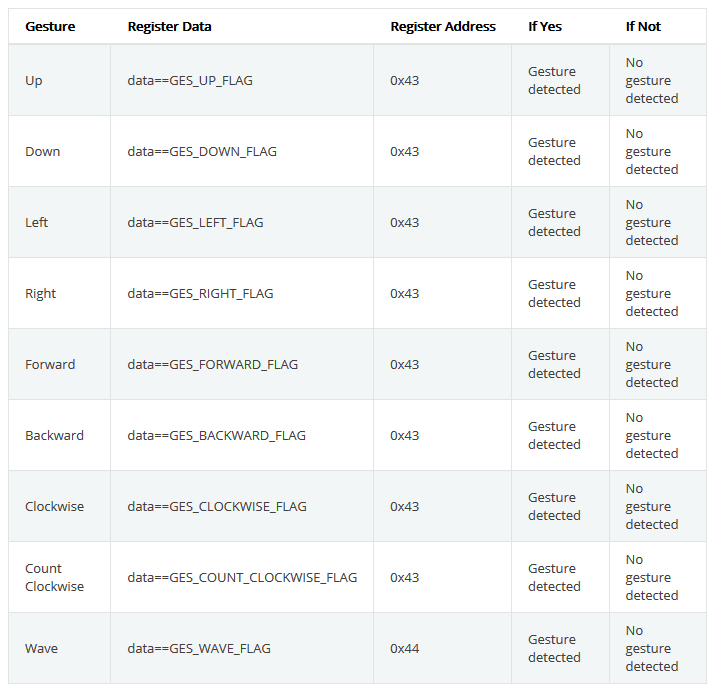 Gesture Register Data Register Address If Yes If Not
Up data==GES_UP_FLAG 0x43 Gesture detected No gesture detected
Down data==GES_DOWN_FLAG 0x43 Gesture detected No gesture detected
Left data==GES_LEFT_FLAG 0x43 Gesture detected No gesture detected
Right data==GES_RIGHT_FLAG 0x43 Gesture detected No gesture detected
Forward data==GES_FORWARD_FLAG 0x43 Gesture detected No gesture detected
Backward data==GES_BACKWARD_FLAG 0x43 Gesture detected No gesture detected
Clockwise data==GES_CLOCKWISE_FLAG 0x43 Gesture detected No gesture detected
Count Clockwise data==GES_COUNT_CLOCKWISE_FLAG 0x43 Gesture detected No gesture detected
Wave data==GES_WAVE_FLAG 0x44 Gesture detected No gesture detected